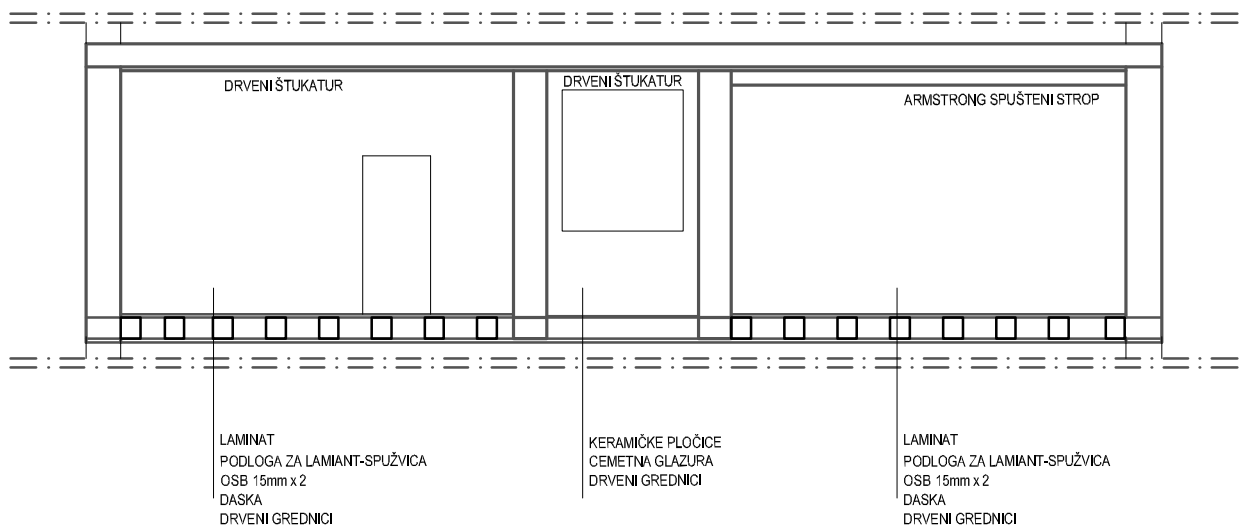 DRVENI ŠTUKATUR
DRVENI ŠTUKATUR
ARMSTRONG SPUŠTENI STROP
LAMINAT
PODLOGA ZA LAMIANT-SPUŽVICA
OSB 15mm x 2
DASKA
DRVENI GREDNICI
KERAMIČKE PLOČICE
CEMETNA GLAZURA
DRVENI GREDNICI
LAMINAT
PODLOGA ZA LAMIANT-SPUŽVICA
OSB 15mm x 2
DASKA
DRVENI GREDNICI